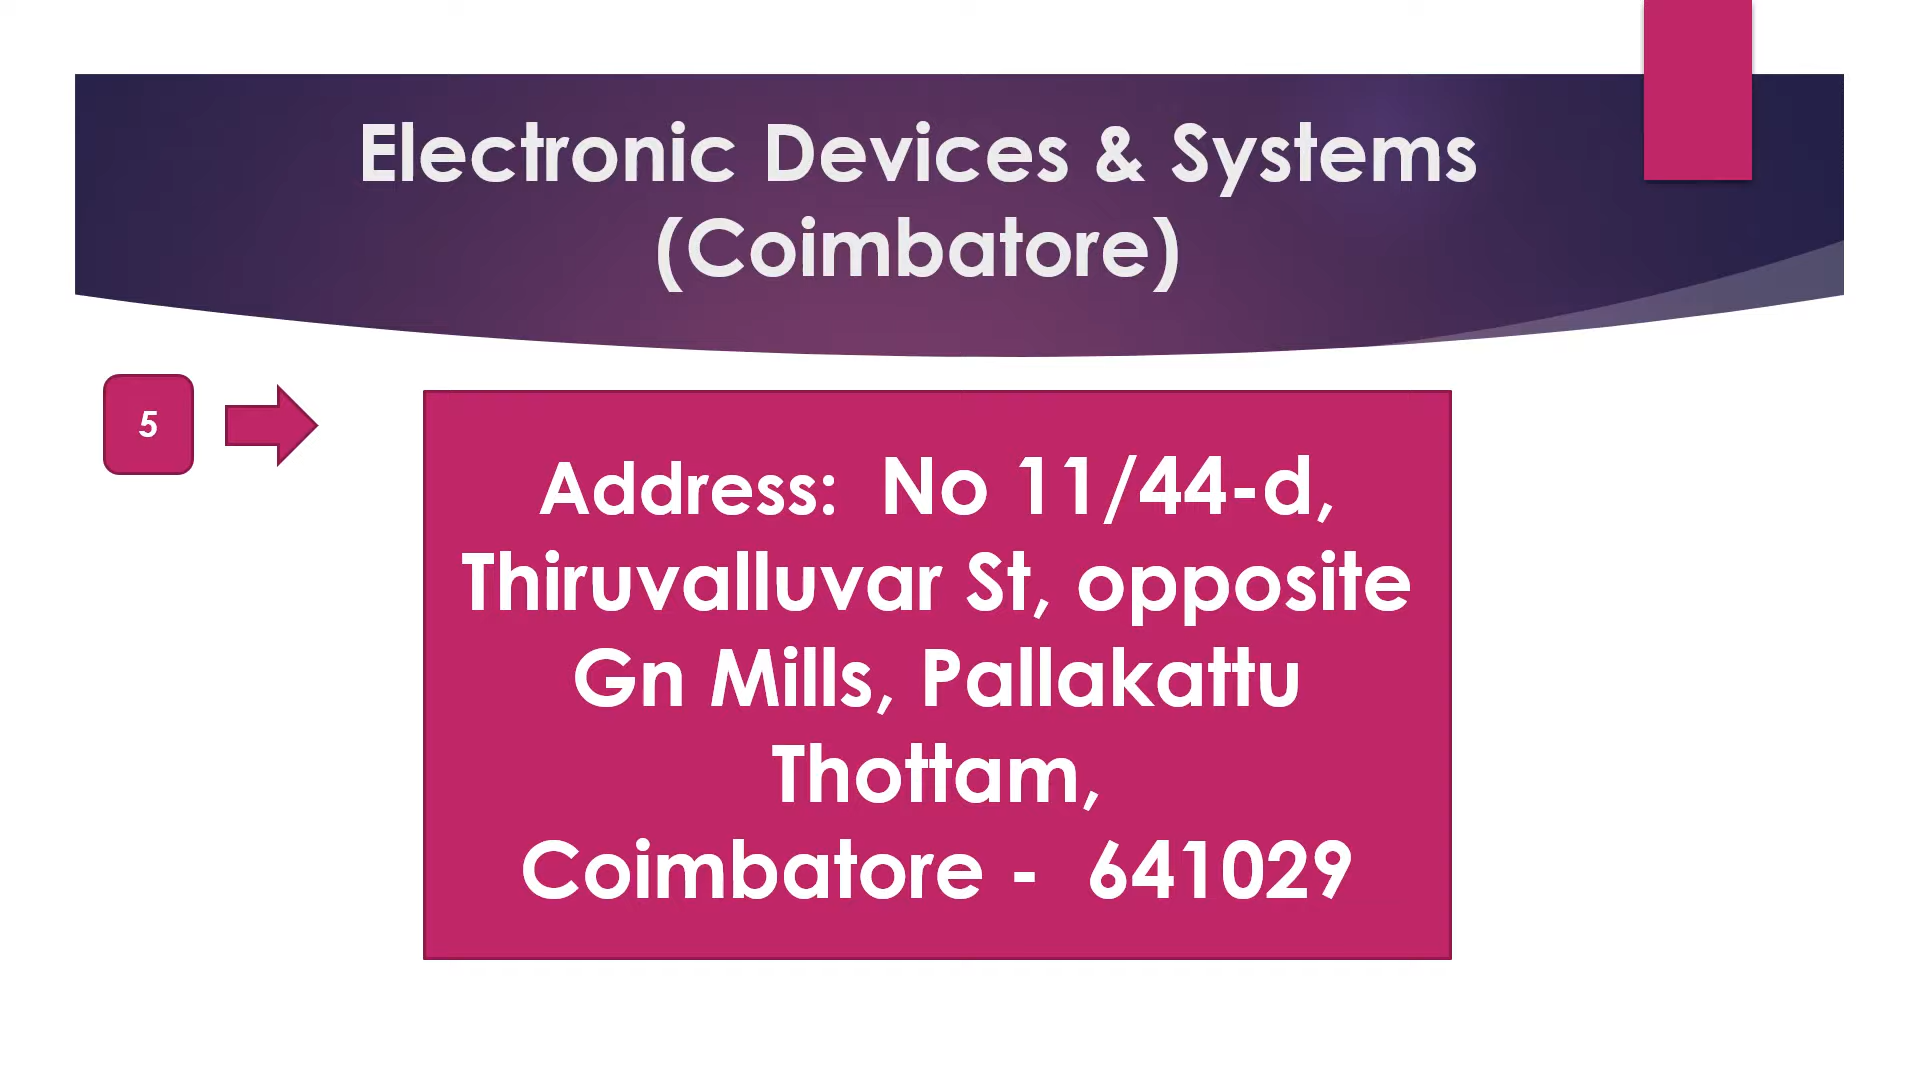 Electronic Devices & Systems
(Coimbatore)
5
Address:  No 11/44-d,
Thiruvalluvar St, opposite
Gn Mills, Pallakattu
Thottam,
Coimbatore -  641029